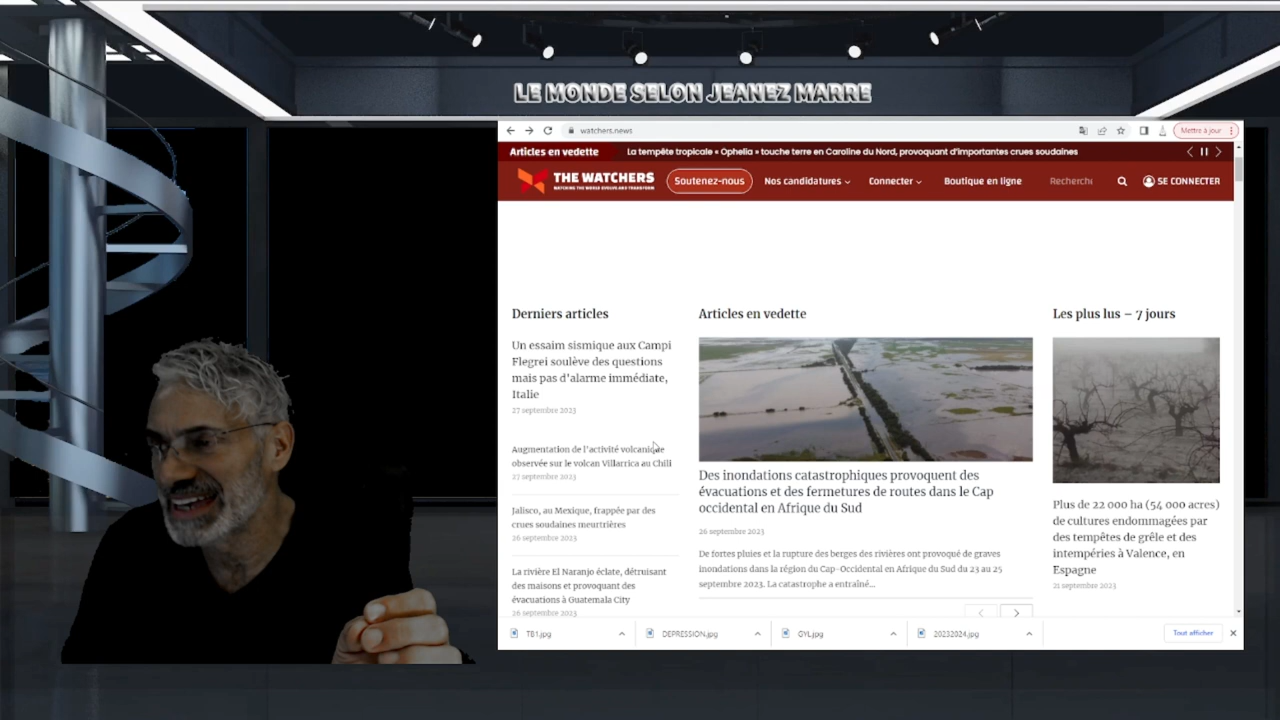 LE MONDE SELON JEANEZ MARRE
watchers.news
Mettre à jour
Articles en vedette
La tempête tropicale « Ophelia » touche terre en Caroline du Nord, provoquant d'importantes crues soudaines
THE WATCHERS
WATCHING THE WORLD EVOLVE AND TRANSFORM
Soutenez-nous
Nos candidatures
Connecter
Boutique en ligne
Recherche
SE CONNECTER
Derniers articles
Un essaim sismique aux Campi
Flegrei soulève des questions
mais pas d'alarme immédiate,
Italie
27 septembre 2023
Augmentation de l'activité volcanique
observée sur le volcan Villarrica au Chili
27 septembre 2023
Jalisco, au Mexique, frappée par des
crues soudaines meurtrières
26 septembre 2023
La rivière El Naranjo éclate, détruisant
des maisons et provoquant des
évacuations à Guatemala City
26 septembre 2023
Articles en vedette
Des inondations catastrophiques provoquent des
évacuations et des fermetures de routes dans le Cap
occidental en Afrique du Sud
26 septembre 2023
De fortes pluies et la rupture des berges des rivières ont provoqué de graves
inondations dans la région du Cap-Occidental en Afrique du Sud du 23 au 25
septembre 2023. La catastrophe a entraîné...
Les plus lus – 7 jours
Plus de 22 000 ha (54 000 acres)
de cultures endommagées par
des tempêtes de grêle et des
intempéries à Valence, en
Espagne
21 septembre 2023
TB1.jpg
DEPRESSION.jpg
GYL.jpg
20232024.jpg
Tout afficher